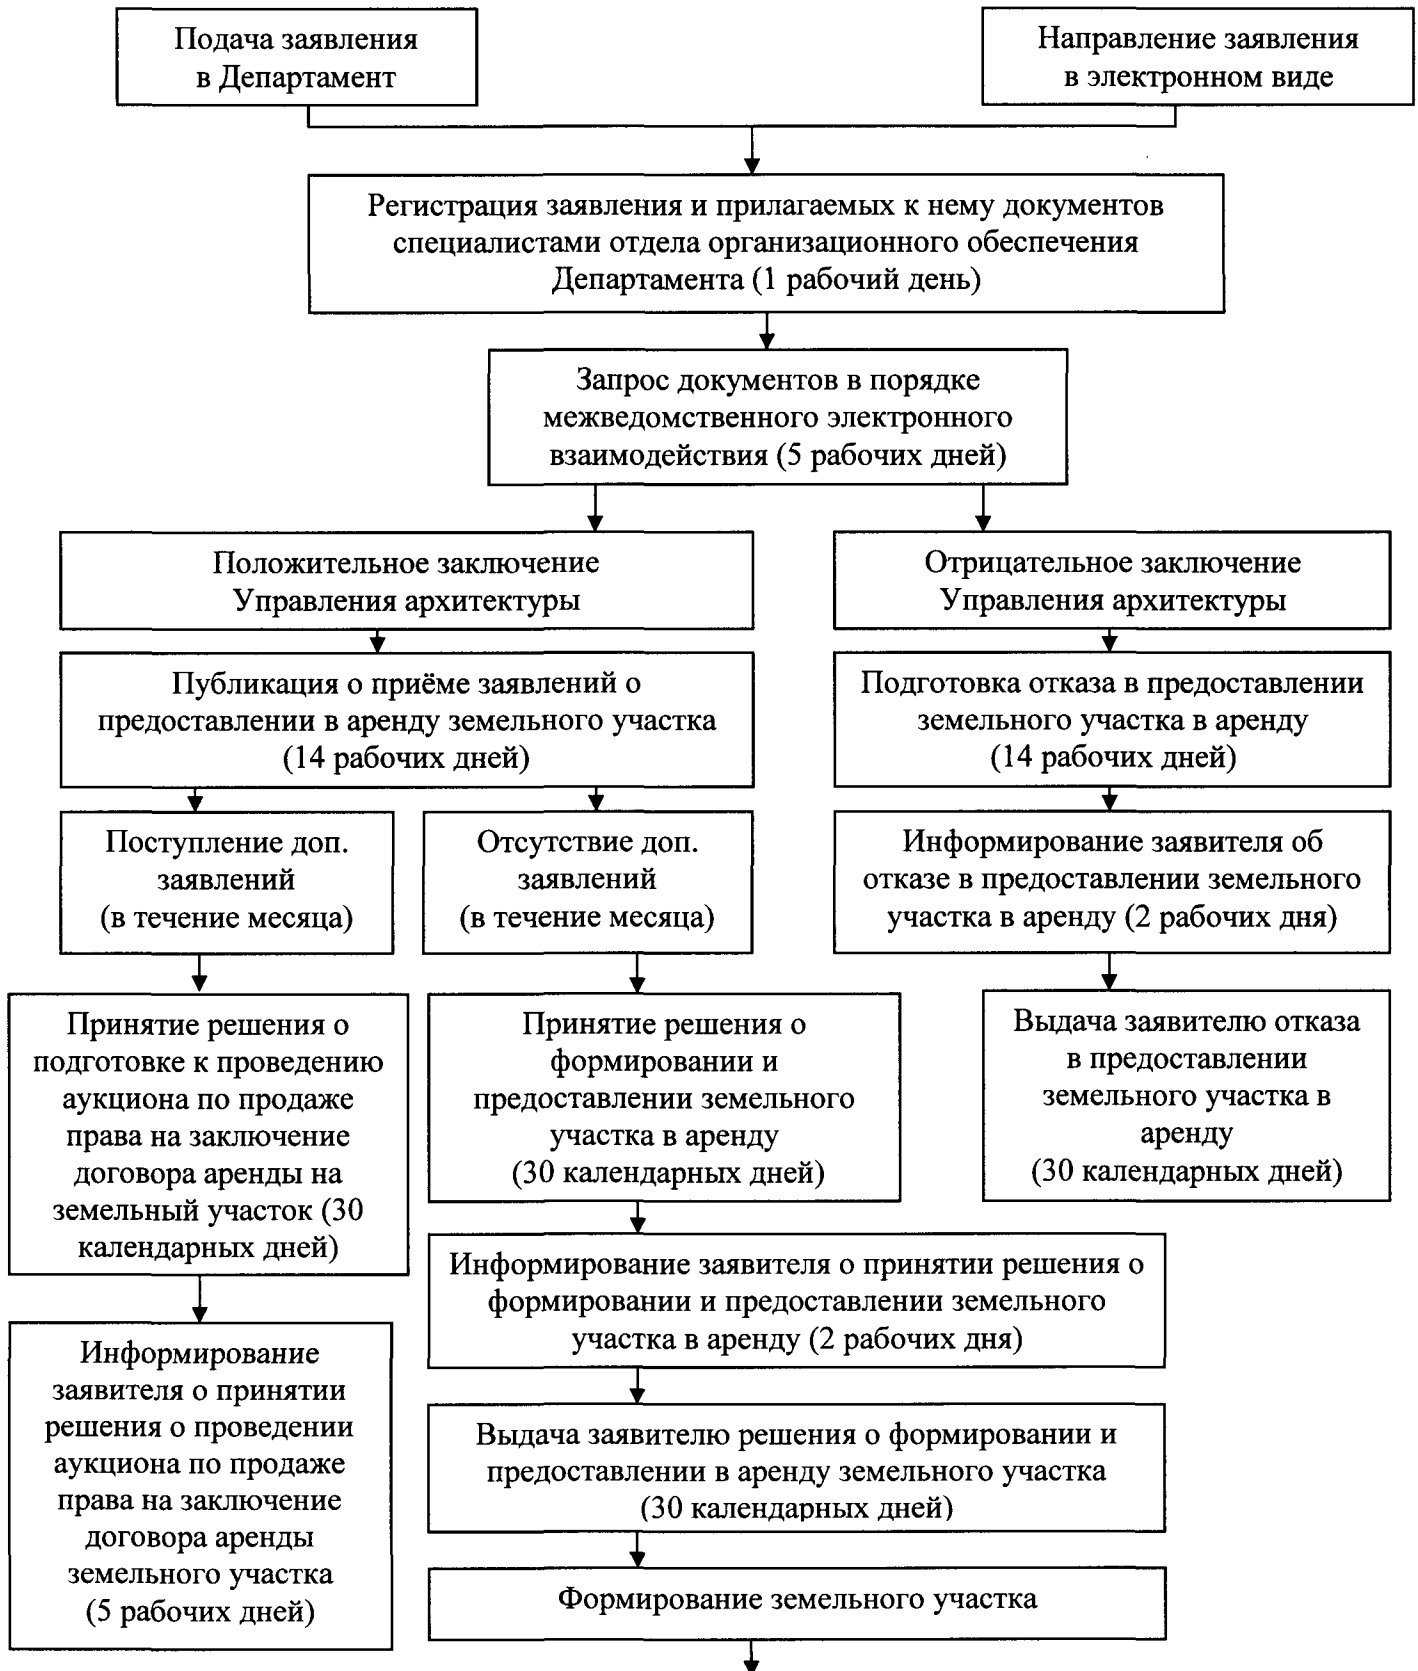 Подача заявления
в Департамент
Направление заявления
в электронном виде
Регистрация заявления и прилагаемых к нему документов
специалистами отдела организационного обеспечения
Департамента (1 рабочий день)
Запрос документов в порядке
межведомственного электронного
взаимодействия (5 рабочих дней)
Положительное заключение
Управления архитектуры
Отрицательное заключение
Управления архитектуры
Публикация о приёме заявлений о
предоставлении в аренду земельного участка
(14 рабочих дней)
Подготовка отказа в предоставлении
земельного участка в аренду
(14 рабочих дней)
Поступление доп.
заявлений
(в течение месяца)
Отсутствие доп.
заявлений
(в течение месяца)
Информирование заявителя об
отказе в предоставлении земельного
участка в аренду (2 рабочих дня)
Принятие решения о
подготовке к проведению
аукциона по продаже
права на заключение
договора аренды на
земельный участок (30
календарных дней)
Принятие решения о
формировании и
предоставлении земельного
участка в аренду
(30 календарных дней)
Выдача заявителю отказа
в предоставлении
земельного участка в
аренду
(30 календарных дней)
Информирование заявителя о принятии решения о
формировании и предоставлении земельного
участка в аренду (2 рабочих дня)
Информирование
заявителя о принятии
решения о проведении
аукциона по продаже
права на заключение
договора аренды
земельного участка
(5 рабочих дней)
Выдача заявителю решения о формировании и
предоставлении в аренду земельного участка
(30 календарных дней)
Формирование земельного участка